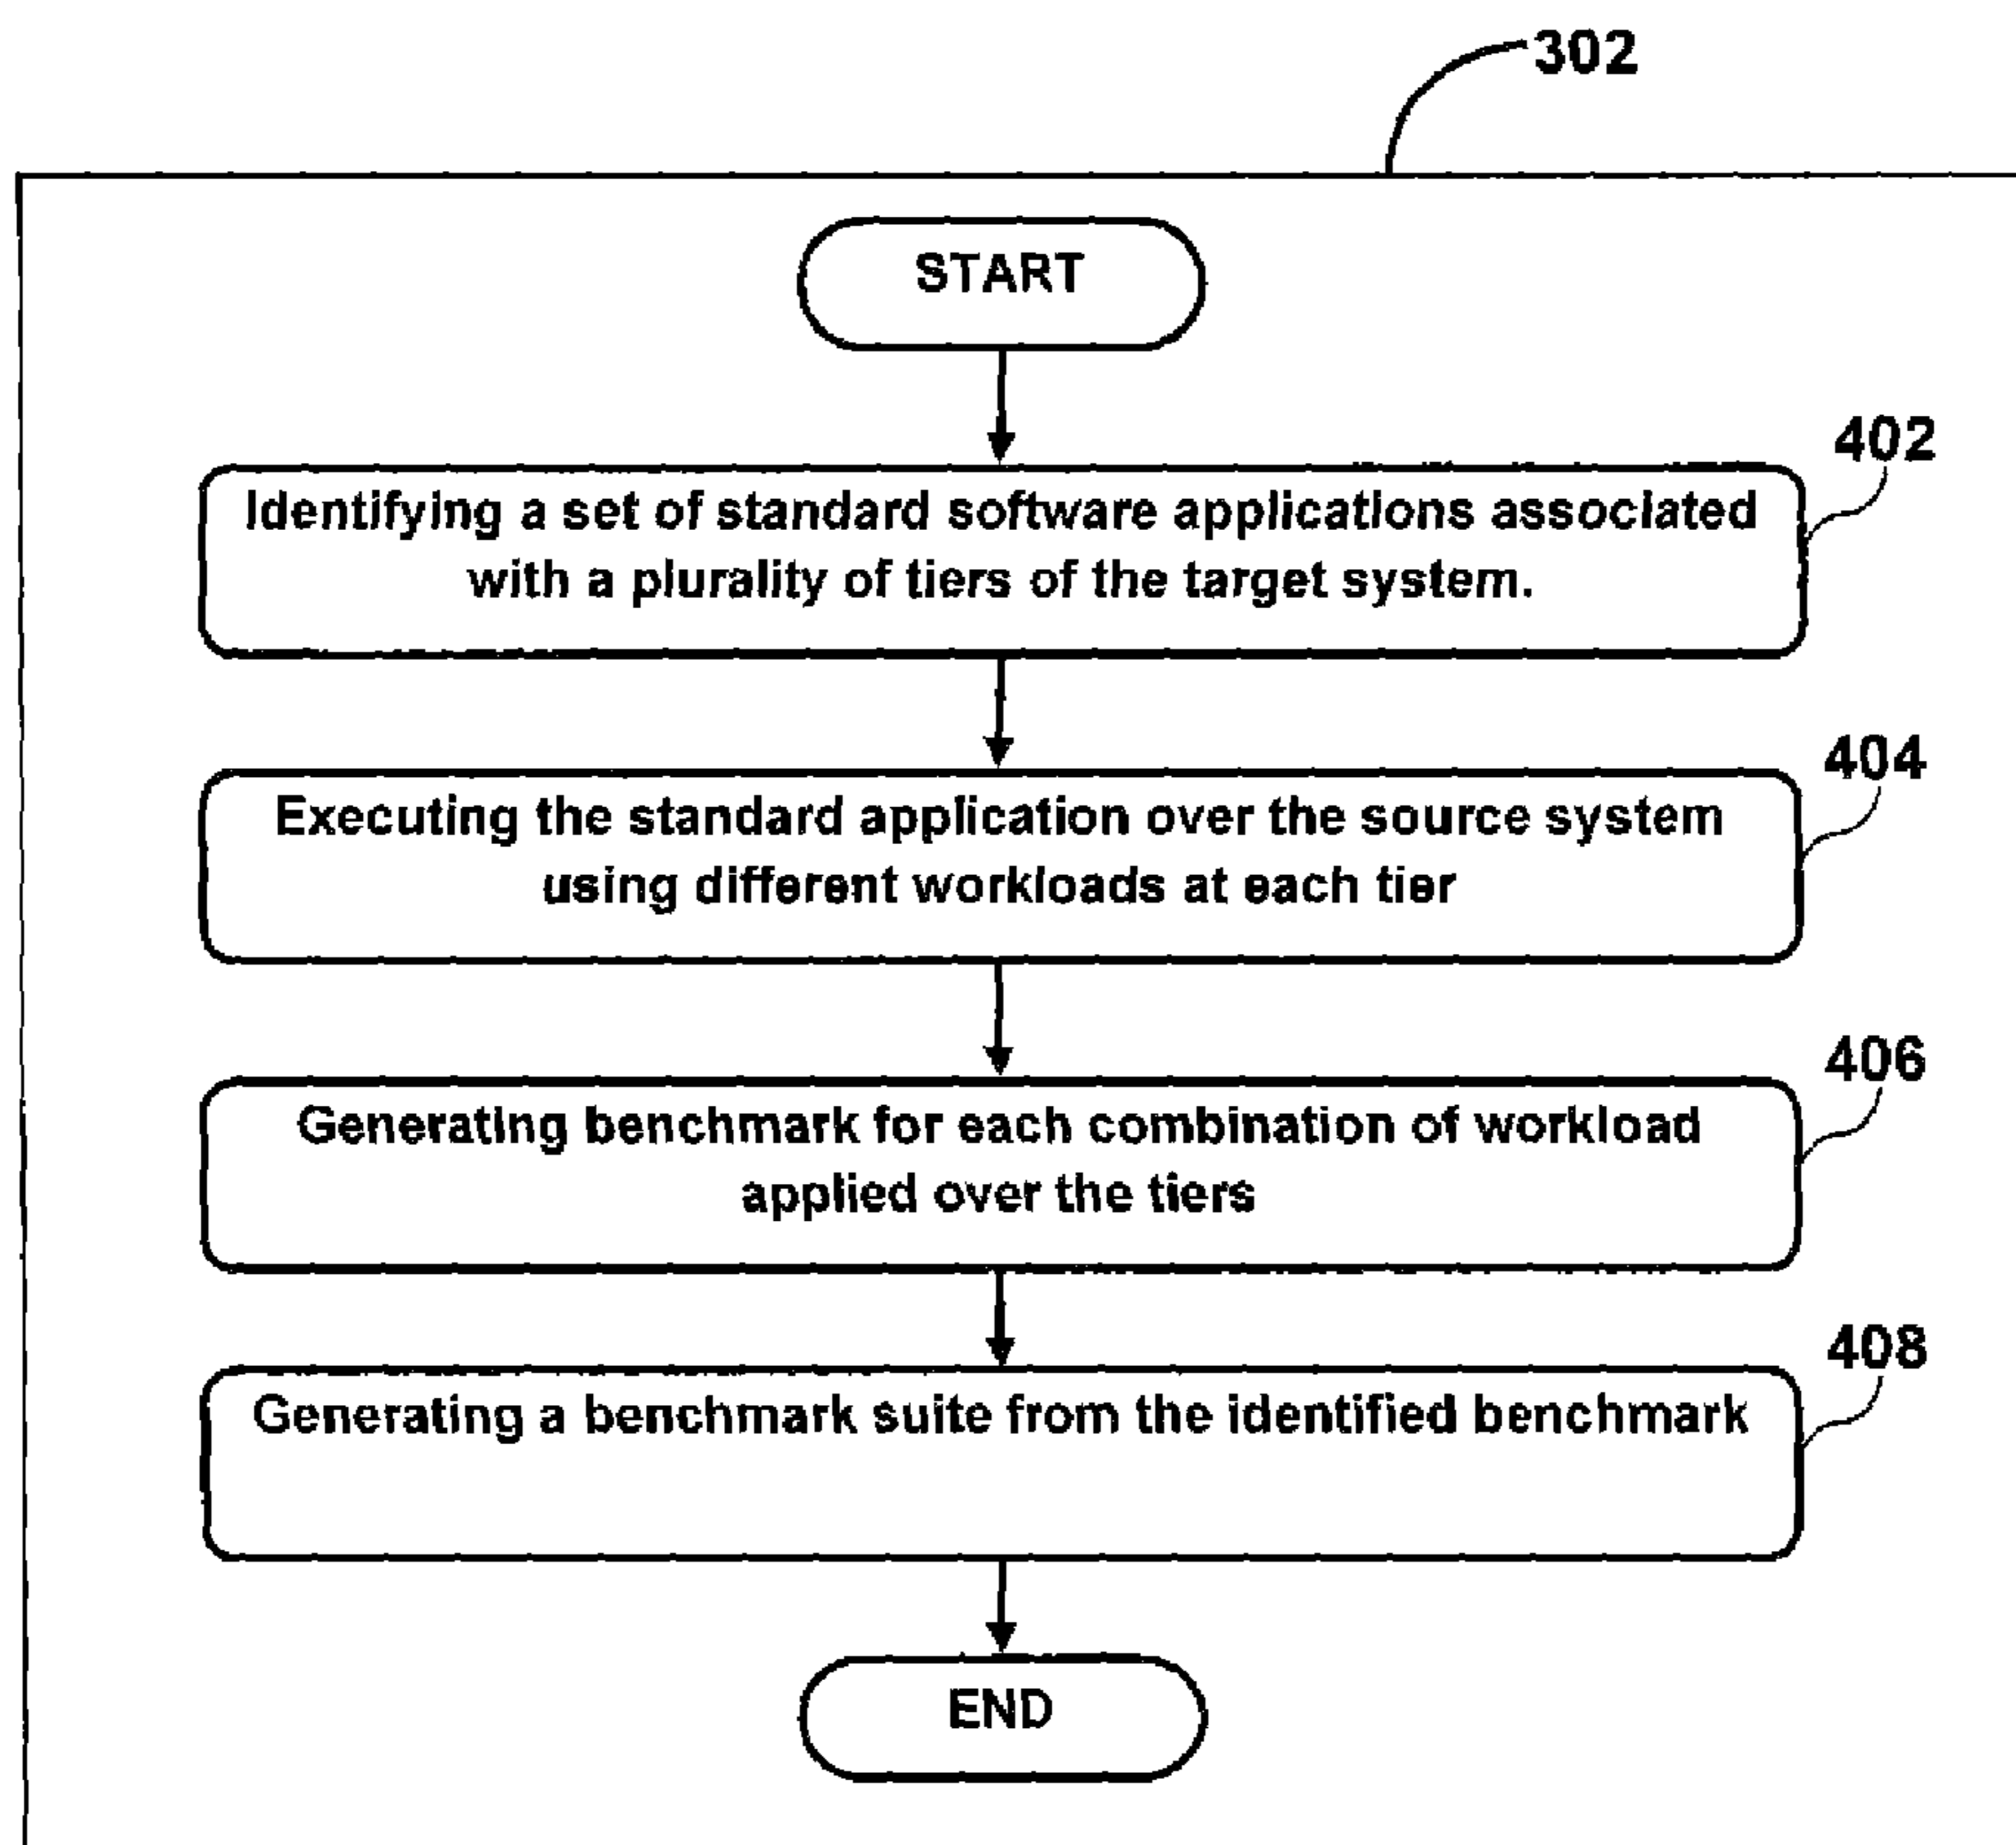 302
START
402
Identifying a set of standard software applications associated
with a plurality of tiers of the target system.
404
Executing the standard application over the source system
using different workloads at each tier
406
Generating benchmark for each combination of workload
applied over the tiers
408
Generating a benchmark suite from the identified benchmark
END